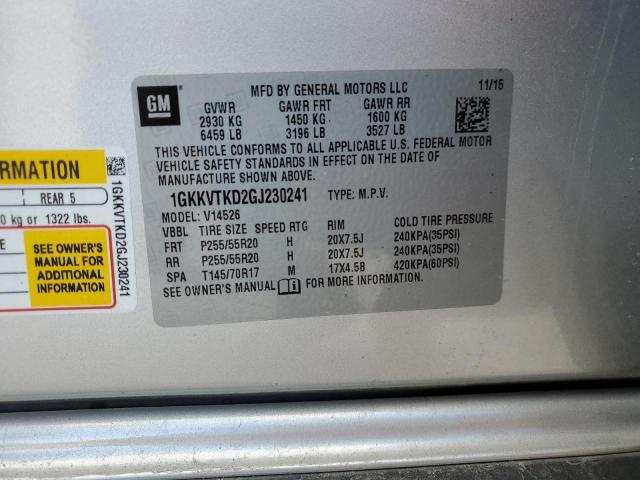 GM
MFD BY GENERAL MOTORS LLC 11/15
GVWR GAWR FRT GAWR RR
2930 KG 1450 KG 1600 KG
6459 LB 3196 LB 3527 LB
THIS VEHICLE CONFORMS TO ALL APPLICABLE U.S. FEDERAL MOTOR
VEHICLE SAFETY STANDARDS IN EFFECT ON THE DATE OF
MANUFACTURE SHOWN ABOVE.
1GKKVTKD2GJ230241 TYPE: M.P.V.
MODEL: V14526
VBBL TIRE SIZE SPEED RTG RIM COLD TIRE PRESSURE
FRT P255/55R20 H 20X7.5J 240KPA(35PSI)
RR P255/55R20 H 20X7.5J 240KPA(35PSI)
SPA T145/70R17 M 17X4.5B 420KPA(60PSI)
SEE OWNER'S MANUAL FOR MORE INFORMATION.
ORMATION
REAR 5
0 kg or 1322 lbs.
E
SEE OWNER'S
MANUAL FOR
ADDITIONAL
INFORMATION
1GKKVTKD2GJ230241